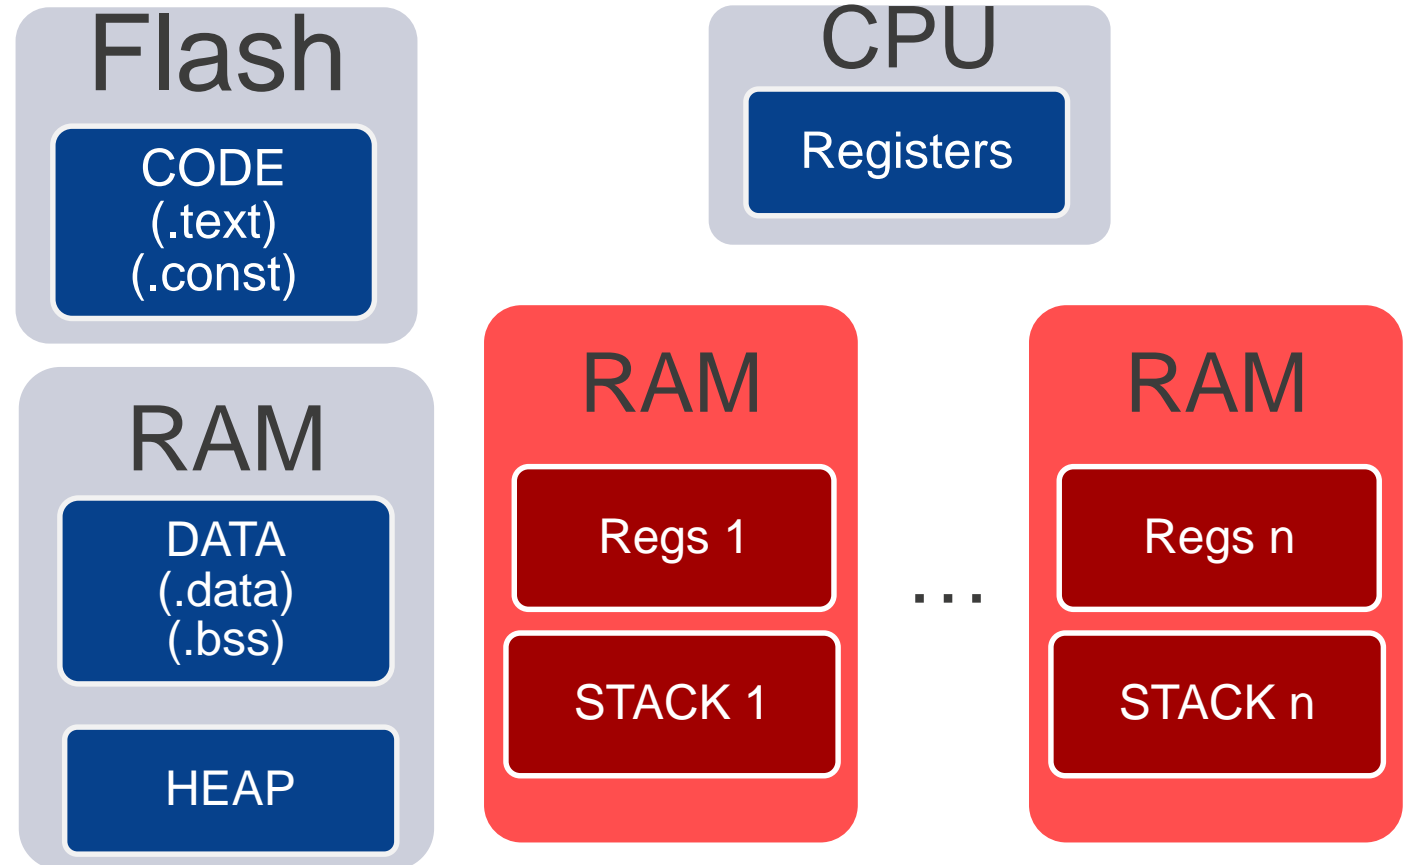 Flash
CODE
(.text)
(.const)
CPU
Registers
RAM
DATA
(.data)
(.bss)
HEAP
RAM
Regs 1
STACK 1
...
RAM
Regs n
STACK n